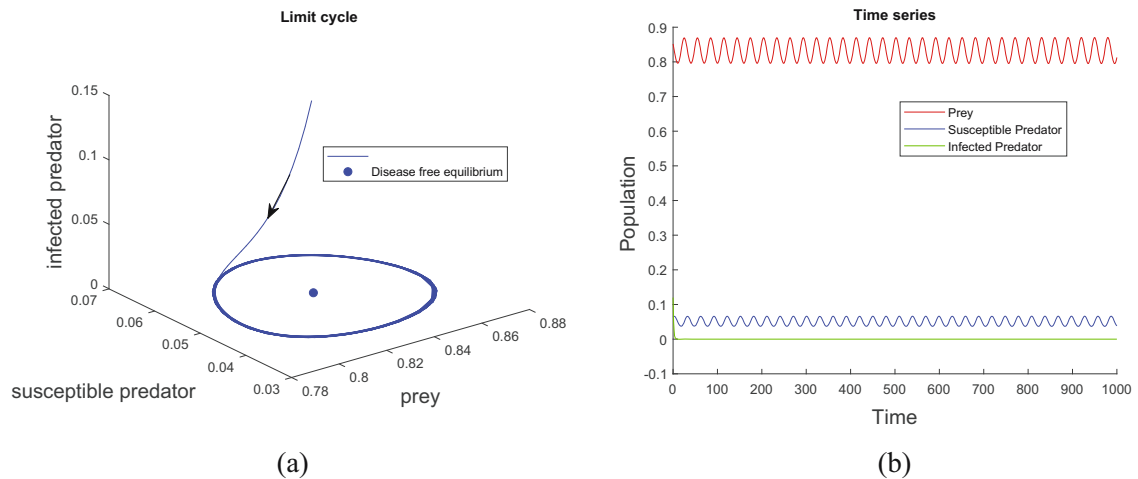 Limit cycle
0.15
0.1
0.05
0
infected predator
Disease free equilibrium
0.07
0.06
0.05
0.04
0.03
susceptible predator
0.78
0.8
0.82
0.84
0.86
0.88
prey
(a)
Time series
0.9
0.8
0.7
0.6
0.5
0.4
0.3
0.2
0.1
0
-0.1
Population
Prey
Susceptible Predator
Infected Predator
0 100 200 300 400 500 600 700 800 900 1000
Time
(b)